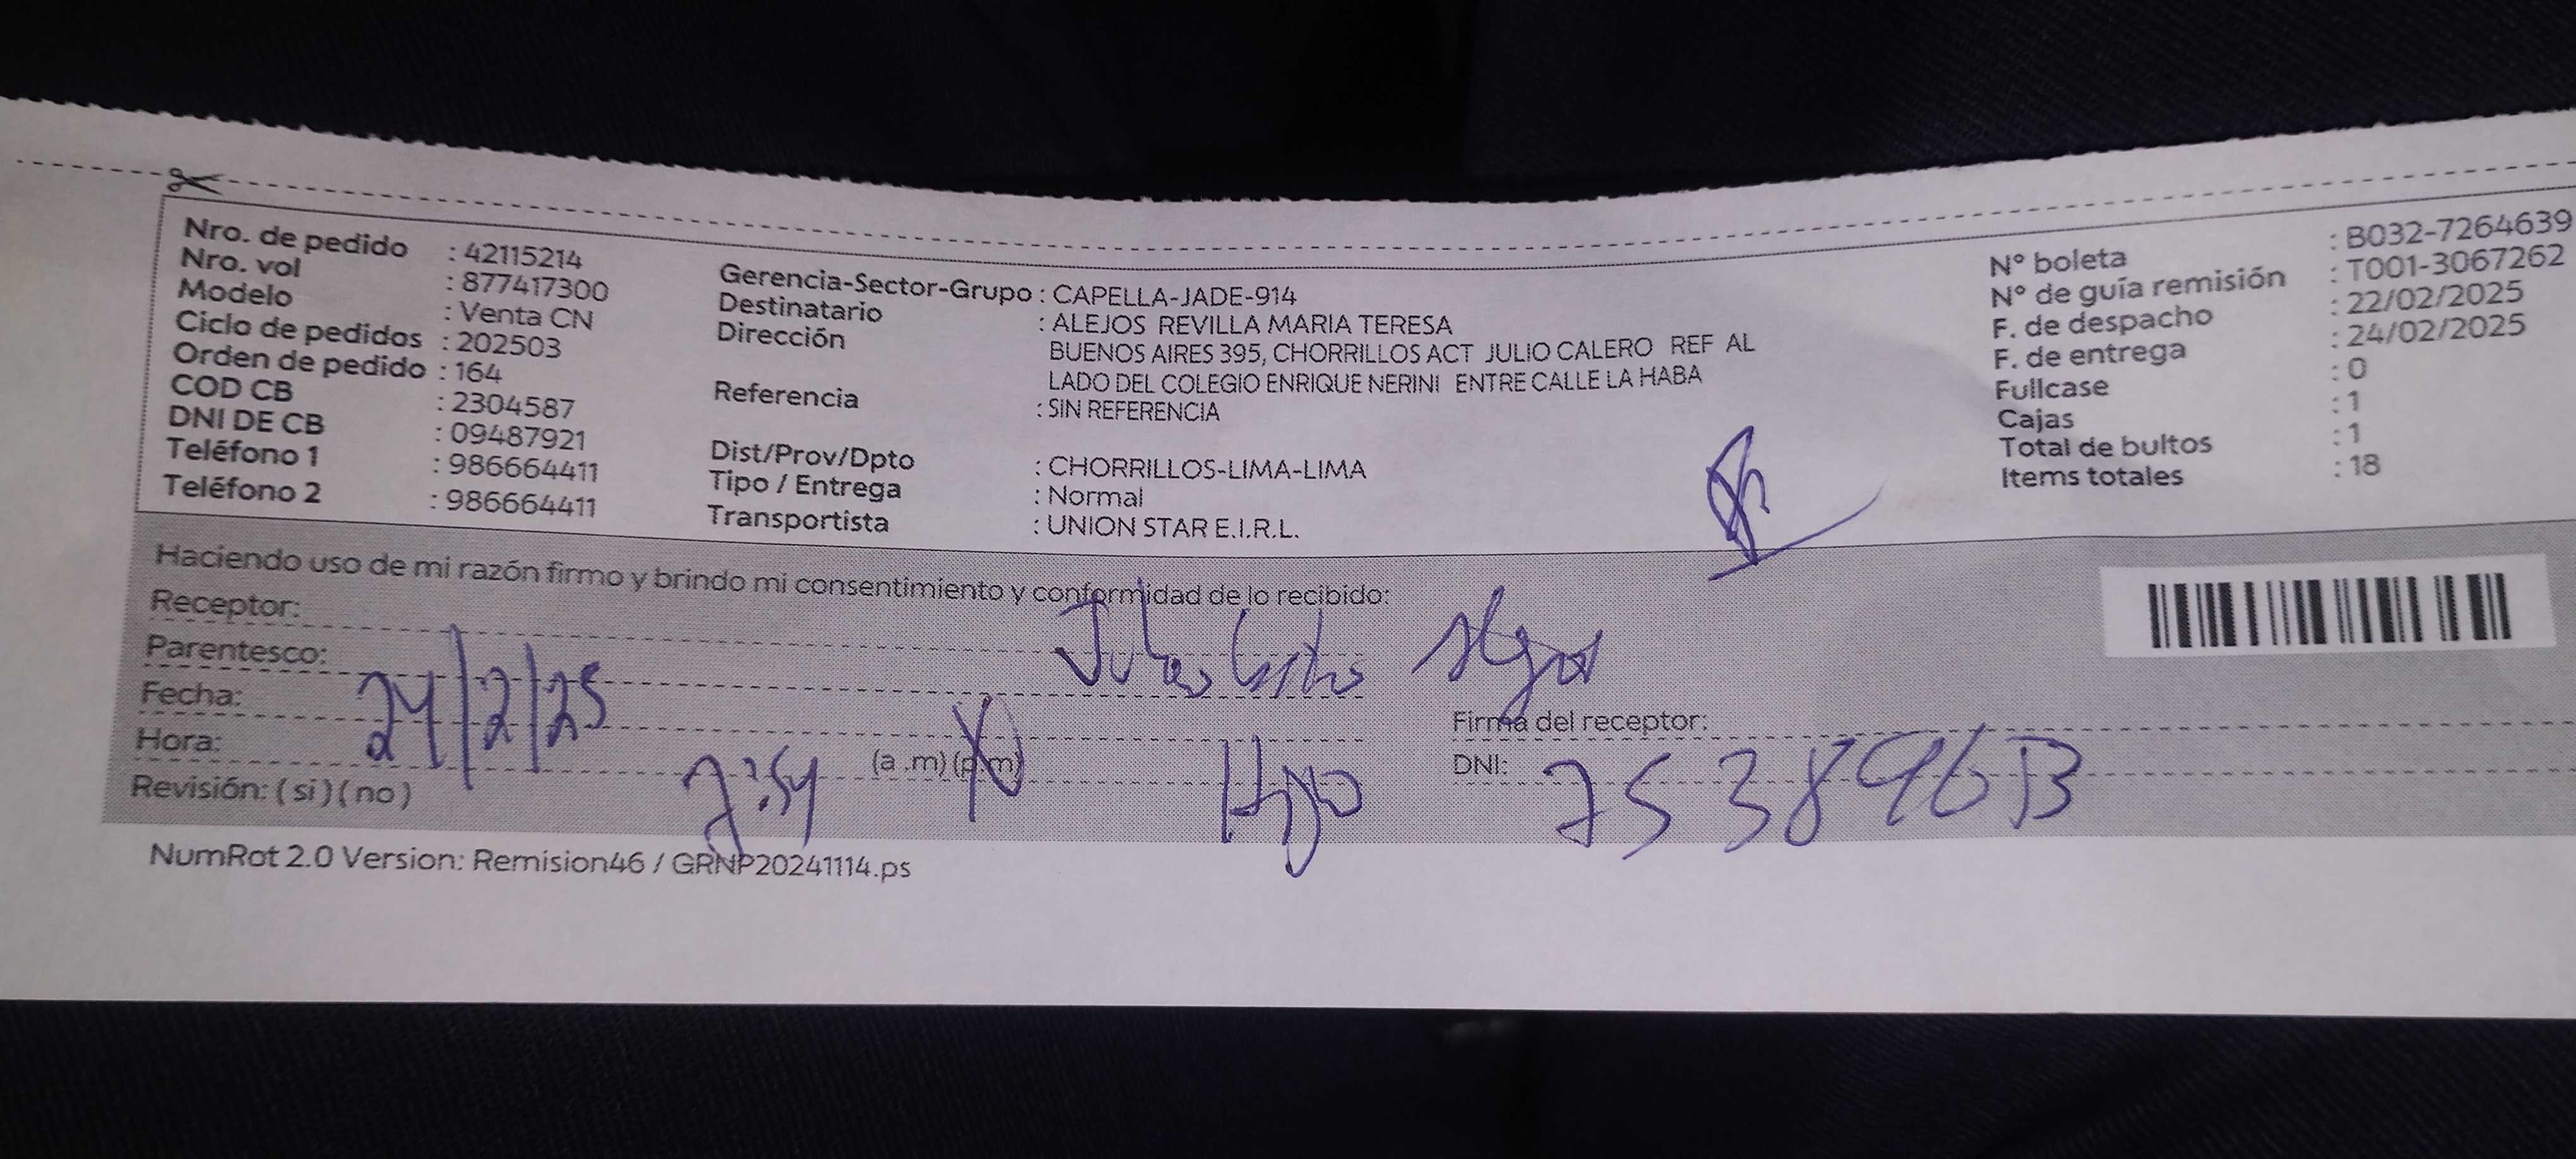 Nro. de pedido : 42115214
Nro. vol : 877417300
Modelo : Venta CN
Ciclo de pedidos : 202503
Orden de pedido : 164
COD CB : 2304587
DNI DE CB : 09487921
Teléfono 1 : 986664411
Teléfono 2 : 986664411
Gerencia-Sector-Grupo : CAPELLA-JADE-914
Destinatario : ALEJOS REVILLA MARIA TERESA
Dirección BUENOS AIRES 395, CHORRILLOS ACT JULIO CALERO REF AL
LADO DEL COLEGIO ENRIQUE NERINI ENTRE CALLE LA HABA
Referencia : SIN REFERENCIA
Dist/Prov/Dpto : CHORRILLOS-LIMA-LIMA
Tipo / Entrega : Normal
Transportista : UNION STAR E.I.R.L.
N° boleta : B032-7264639
N° de guía remisión : T001-3067262
F. de despacho : 22/02/2025
F. de entrega : 24/02/2025
Fullcase : 0
Cajas : 1
Total de bultos : 1
Items totales : 18
Haciendo uso de mi razón firmo y brindo mi consentimiento y conformidad de lo recibido:
Receptor:
Parentesco: Hijo
Fecha: 24/2/25
Hora: 7:54 (a .m) (p.m)
Revisión: ( si ) ( no )
Firma del receptor:
DNI:
NumRot 2.0 Version: Remision46 / GRNP20241114.ps